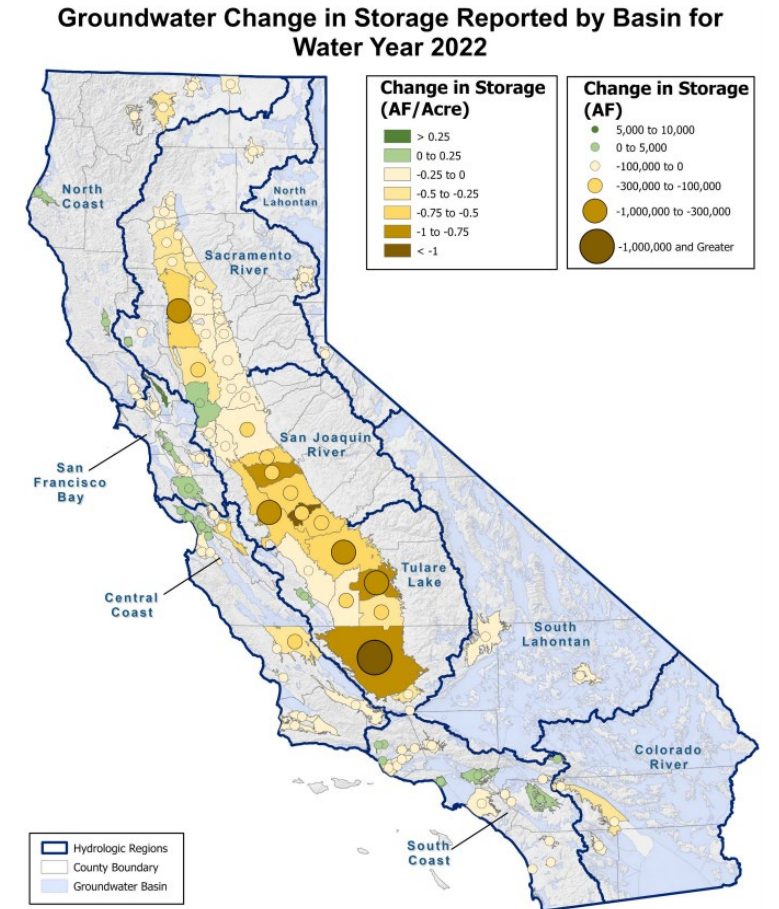 Groundwater Change in Storage Reported by Basin for
Water Year 2022
Change in Storage
(AF/Acre)
> 0.25
0 to 0.25
-0.25 to 0
-0.5 to -0.25
-0.75 to -0.5
-1 to -0.75
< -1
Change in Storage
(AF)
5,000 to 10,000
0 to 5,000
-100,000 to 0
-300,000 to -100,000
-1,000,000 to -300,000
-1,000,000 and Greater
North
Coast
North
Lahontan
Sacramento
River
San Joaquin
River
San
Francisco
Bay
Tulare
Lake
Central
Coast
South
Lahontan
Colorado
River
South
Coast
Hydrologic Regions
County Boundary
Groundwater Basin